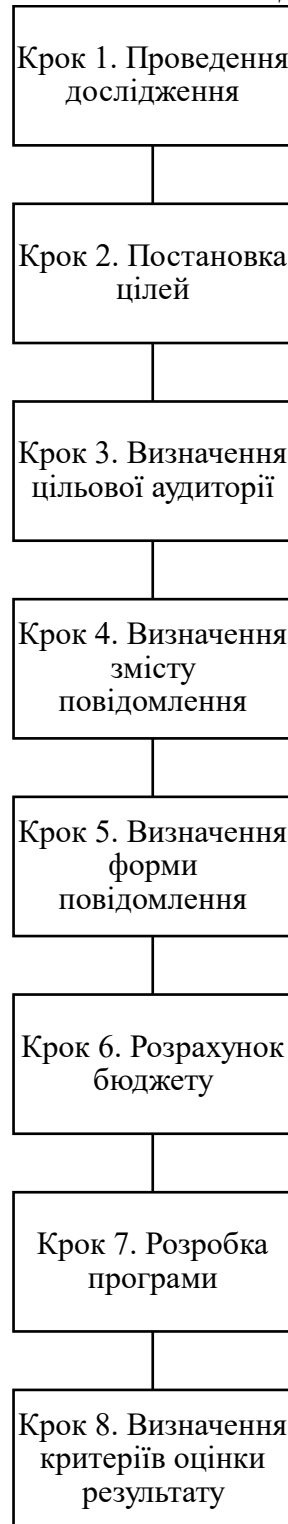 Крок 1. Проведення
дослідження
Крок 2. Постановка
цілей
Крок 3. Визначення
цільової аудиторії
Крок 4. Визначення
змісту
повідомлення
Крок 5. Визначення
форми
повідомлення
Крок 6. Розрахунок
бюджету
Крок 7. Розробка
програми
Крок 8. Визначення
критеріїв оцінки
результату